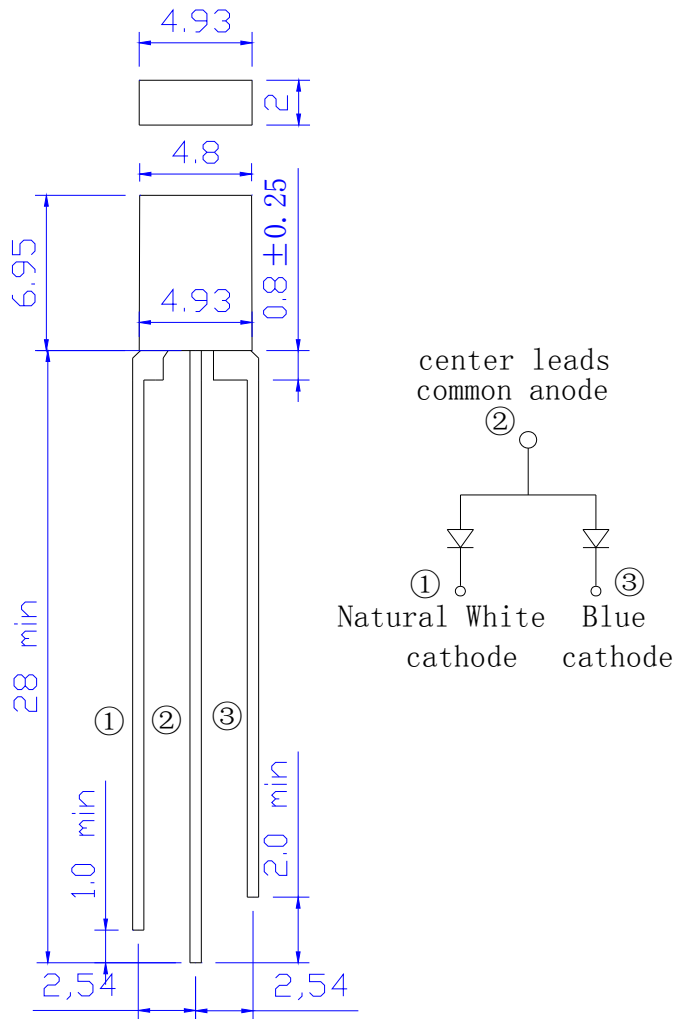 4.93
2
4.8
0.8±0.25
6.95
4.93
center leads
common anode
②
① ③
Natural White Blue
cathode cathode
28 min
① ② ③
1.0 min
2.0 min
2,54 2,54